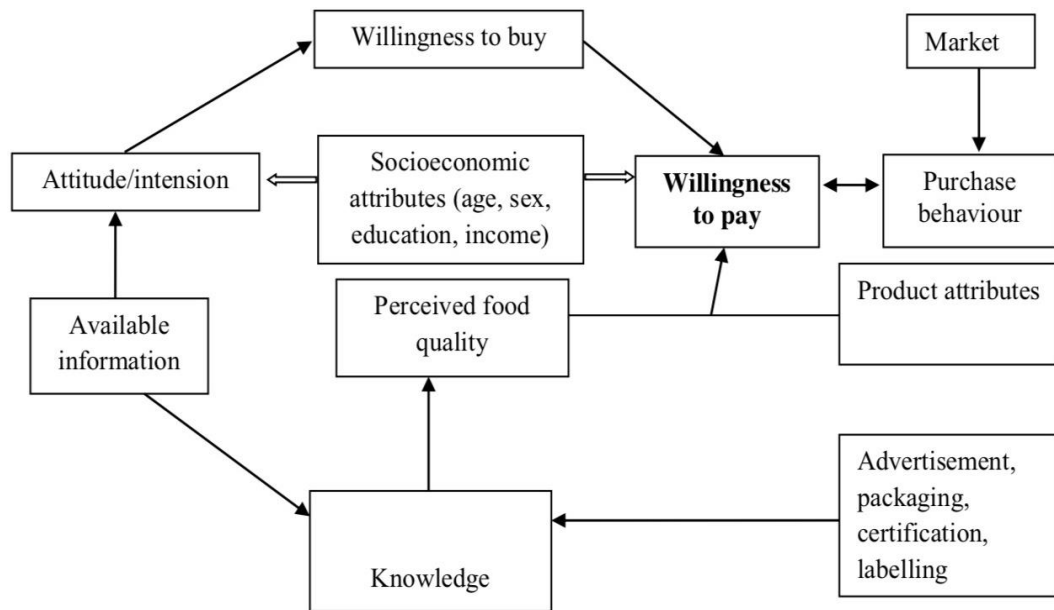 Willingness to buy
Market
Attitude/intension
Socioeconomic
attributes (age, sex,
education, income)
Willingness
to pay
Purchase
behaviour
Available
information
Perceived food
quality
Product attributes
Knowledge
Advertisement,
packaging,
certification,
labelling